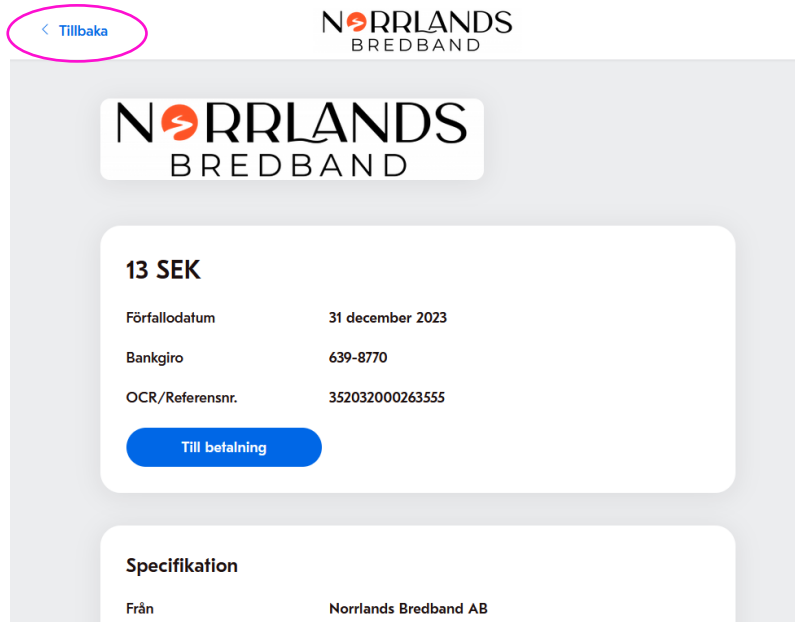 Tillbaka
NORRLANDS
BREDBAND
NORRLANDS
BREDBAND
13 SEK
Förfallodatum 31 december 2023
Bankgiro 639-8770
OCR/Referensnr. 352032000263555
Till betalning
Specifikation
Från Norrlands Bredband AB